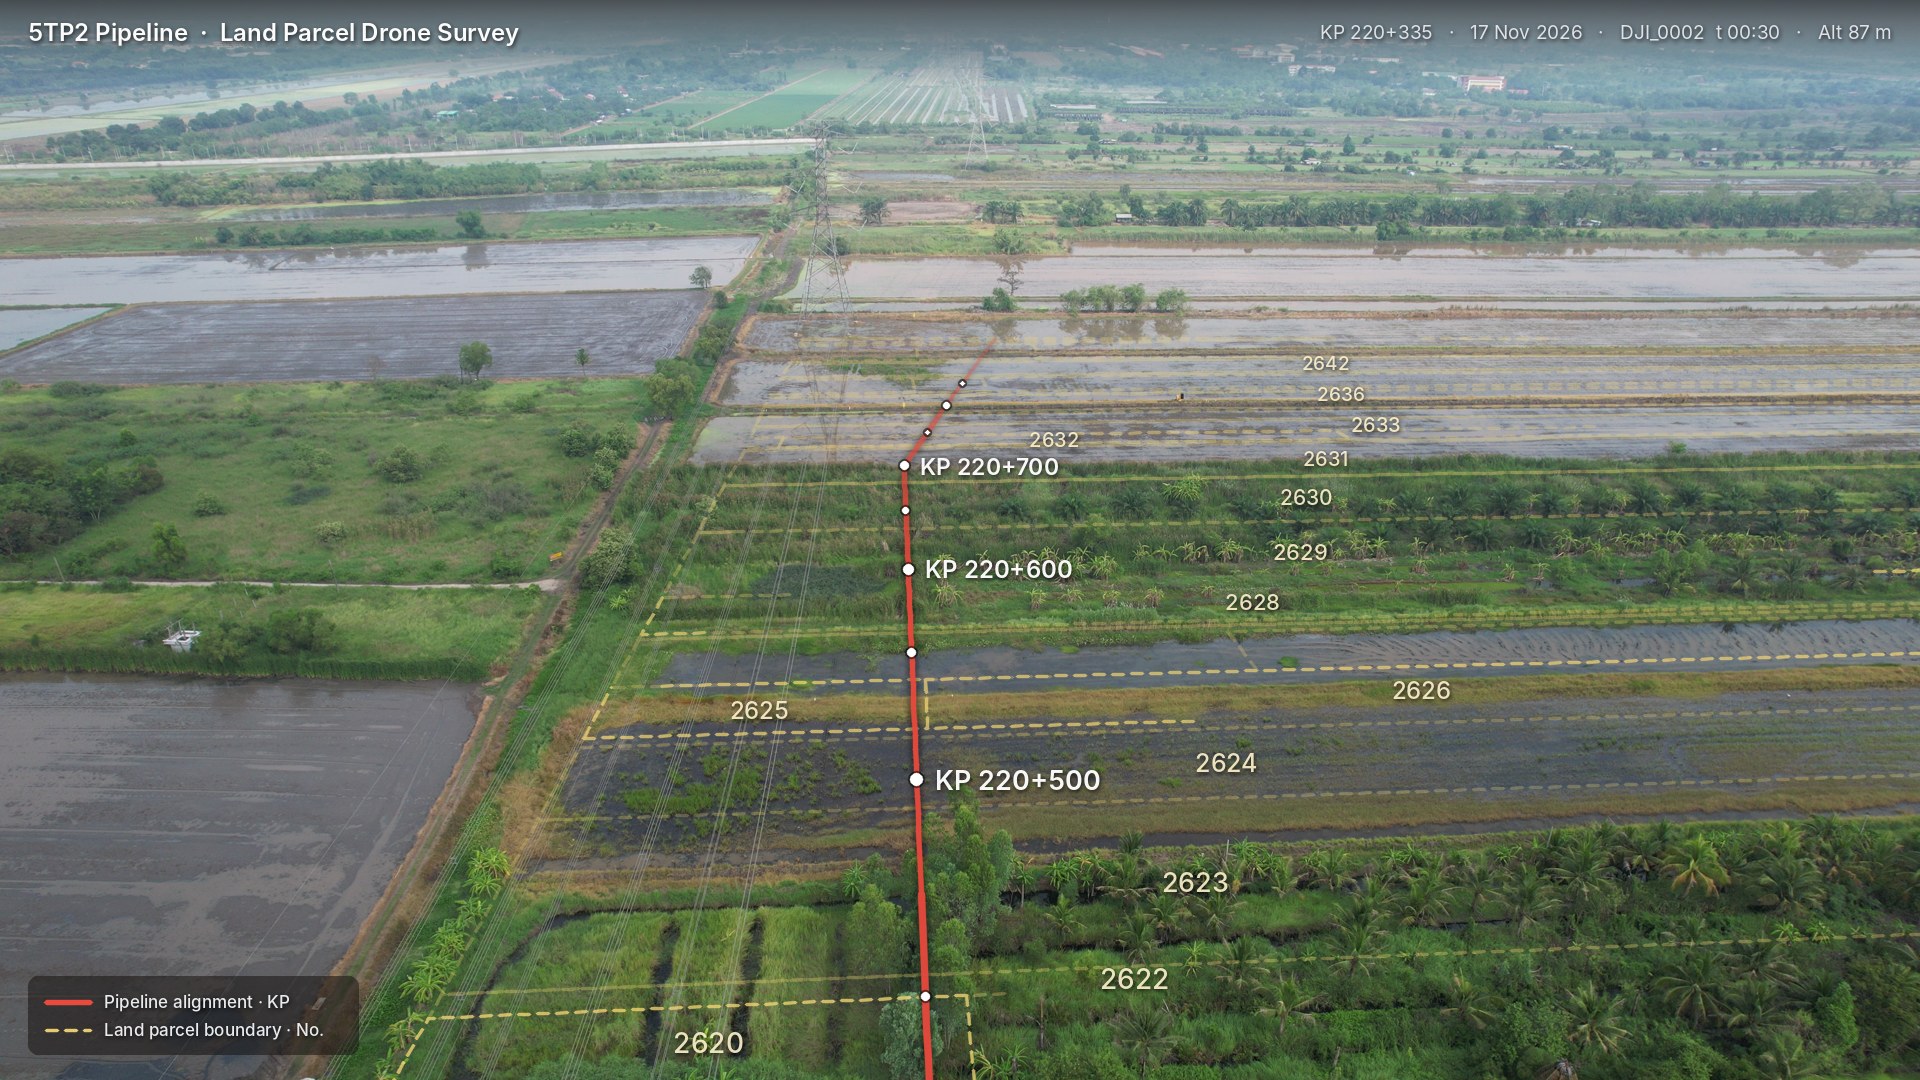 5TP2 Pipeline · Land Parcel Drone Survey
KP 220+335 · 17 Nov 2026 · DJI_0002 t 00:30 · Alt 87 m
2642
2636
2633
2632
2631
KP 220+700
2630
2629
KP 220+600
2628
2626
2625
2624
KP 220+500
2623
2622
2620
Pipeline alignment · KP
Land parcel boundary · No.